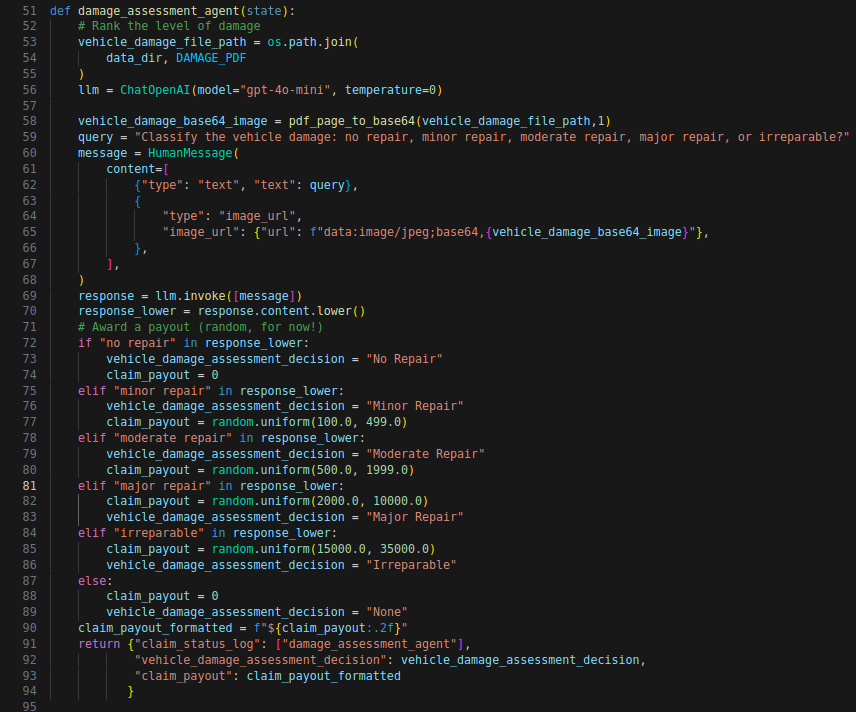 51 def damage_assessment_agent(state):
52     # Rank the level of damage
53     vehicle_damage_file_path = os.path.join(
54         data_dir, DAMAGE_PDF
55     )
56     llm = ChatOpenAI(model="gpt-4o-mini", temperature=0)
57
58     vehicle_damage_base64_image = pdf_page_to_base64(vehicle_damage_file_path,1)
59     query = "Classify the vehicle damage: no repair, minor repair, moderate repair, major repair, or irreparable?"
60     message = HumanMessage(
61         content=[
62             {"type": "text", "text": query},
63             {
64                 "type": "image_url",
65                 "image_url": {"url": f"data:image/jpeg;base64,{vehicle_damage_base64_image}"},
66             },
67         ],
68     )
69     response = llm.invoke([message])
70     response_lower = response.content.lower()
71     # Award a payout (random, for now!)
72     if "no repair" in response_lower:
73         vehicle_damage_assessment_decision = "No Repair"
74         claim_payout = 0
75     elif "minor repair" in response_lower:
76         vehicle_damage_assessment_decision = "Minor Repair"
77         claim_payout = random.uniform(100.0, 499.0)
78     elif "moderate repair" in response_lower:
79         vehicle_damage_assessment_decision = "Moderate Repair"
80         claim_payout = random.uniform(500.0, 1999.0)
81     elif "major repair" in response_lower:
82         claim_payout = random.uniform(2000.0, 10000.0)
83         vehicle_damage_assessment_decision = "Major Repair"
84     elif "irreparable" in response_lower:
85         claim_payout = random.uniform(15000.0, 35000.0)
86         vehicle_damage_assessment_decision = "Irreparable"
87     else:
88         claim_payout = 0
89         vehicle_damage_assessment_decision = "None"
90     claim_payout_formatted = f"${claim_payout:.2f}"
91     return {"claim_status_log": ["damage_assessment_agent"],
92             "vehicle_damage_assessment_decision": vehicle_damage_assessment_decision,
93             "claim_payout": claim_payout_formatted
94            }
95